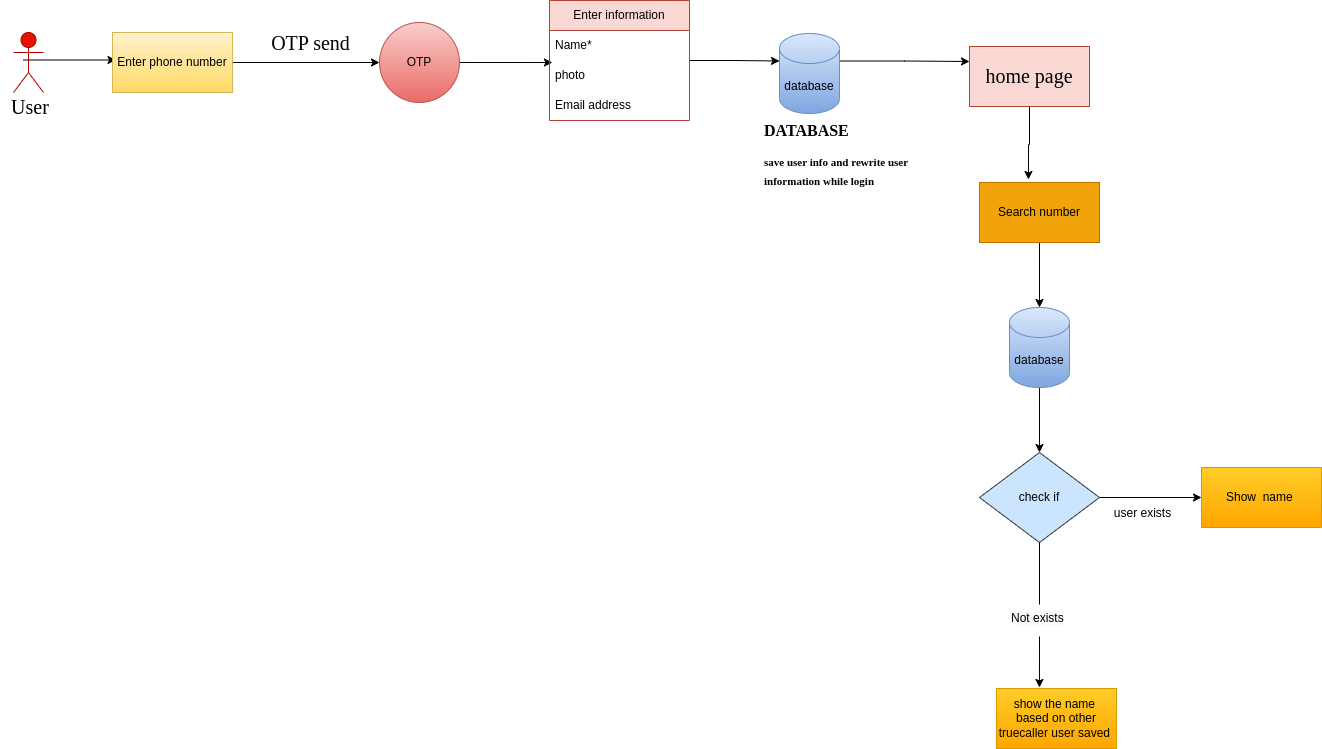 User
Enter phone number
OTP send
OTP
Enter information
Name*
photo
Email address
database
DATABASE
save user info and rewrite user
information while login
home page
Search number
database
check if
user exists
Show  name
Not exists
show the name
based on other
truecaller user saved